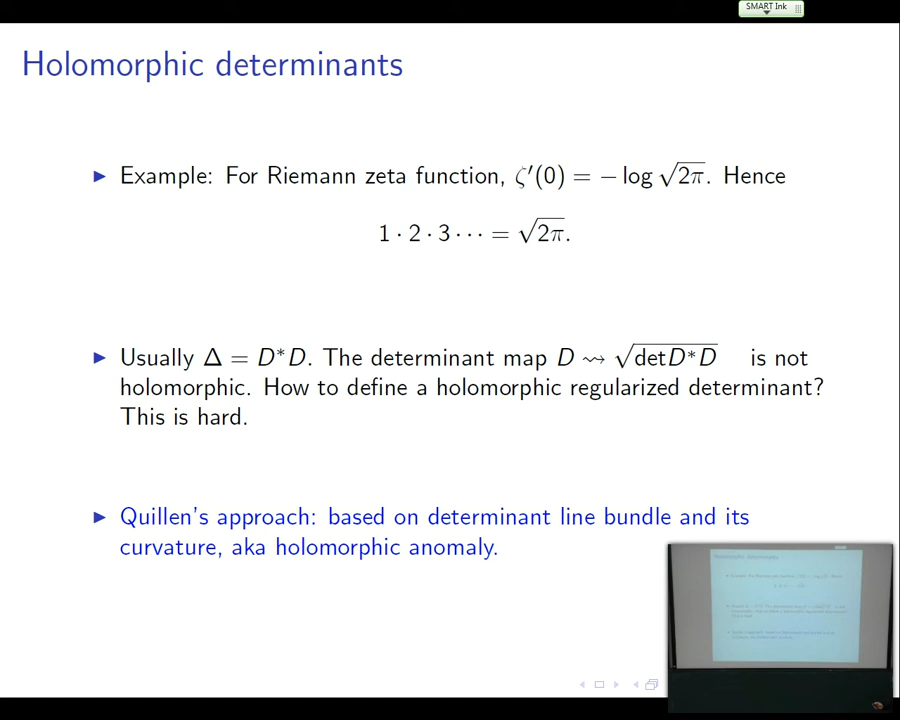 SMART Ink
Holomorphic determinants
► Example: For Riemann zeta function, ζ′(0) = − log √2π. Hence
1 · 2 · 3 · · · = √2π.
► Usually Δ = D*D. The determinant map D ⇝ √detD*D is not
holomorphic. How to define a holomorphic regularized determinant?
This is hard.
► Quillen's approach: based on determinant line bundle and its
curvature, aka holomorphic anomaly.